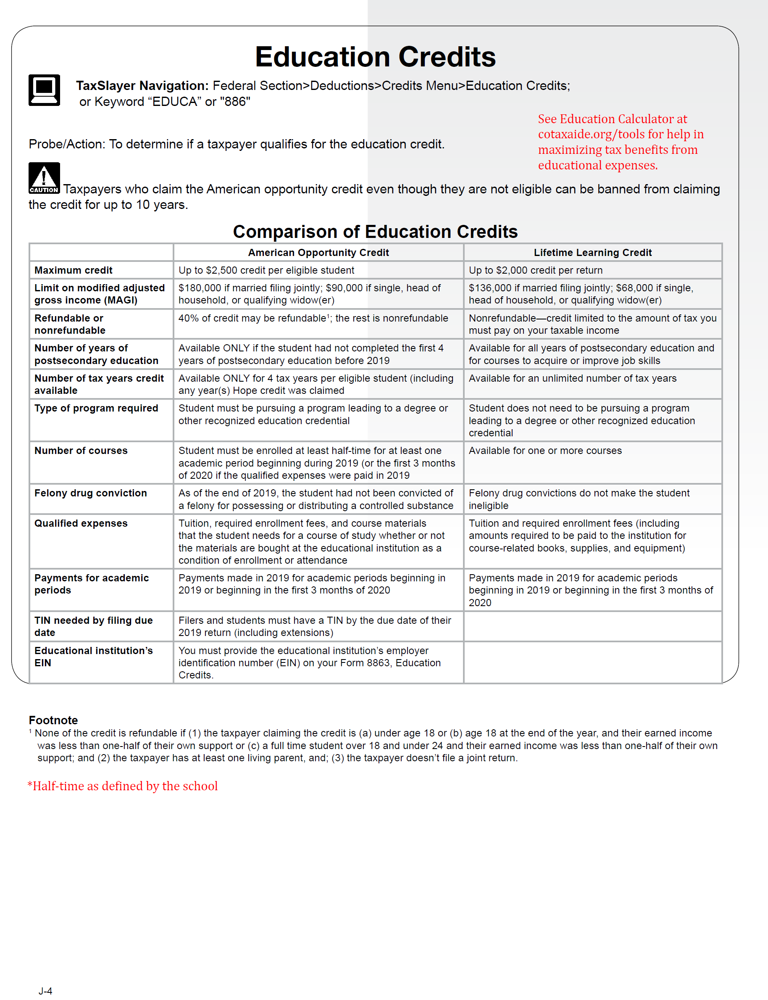 Education Credits
TaxSlayer Navigation: Federal Section>Deductions>Credits Menu>Education Credits;
or Keyword “EDUCA” or "886"
See Education Calculator at
cotaxaide.org/tools for help in
maximizing tax benefits from
educational expenses.
Probe/Action: To determine if a taxpayer qualifies for the education credit.
CAUTION
Taxpayers who claim the American opportunity credit even though they are not eligible can be banned from claiming
the credit for up to 10 years.
Comparison of Education Credits
American Opportunity Credit
Lifetime Learning Credit
Maximum credit
Up to $2,500 credit per eligible student
Up to $2,000 credit per return
Limit on modified adjusted
gross income (MAGI)
$180,000 if married filing jointly; $90,000 if single, head of
household, or qualifying widow(er)
$136,000 if married filing jointly; $68,000 if single,
head of household, or qualifying widow(er)
Refundable or
nonrefundable
40% of credit may be refundable¹; the rest is nonrefundable
Nonrefundable—credit limited to the amount of tax you
must pay on your taxable income
Number of years of
postsecondary education
Available ONLY if the student had not completed the first 4
years of postsecondary education before 2019
Available for all years of postsecondary education and
for courses to acquire or improve job skills
Number of tax years credit
available
Available ONLY for 4 tax years per eligible student (including
any year(s) Hope credit was claimed
Available for an unlimited number of tax years
Type of program required
Student must be pursuing a program leading to a degree or
other recognized education credential
Student does not need to be pursuing a program
leading to a degree or other recognized education
credential
Number of courses
Student must be enrolled at least half-time for at least one
academic period beginning during 2019 (or the first 3 months
of 2020 if the qualified expenses were paid in 2019
Available for one or more courses
Felony drug conviction
As of the end of 2019, the student had not been convicted of
a felony for possessing or distributing a controlled substance
Felony drug convictions do not make the student
ineligible
Qualified expenses
Tuition, required enrollment fees, and course materials
that the student needs for a course of study whether or not
the materials are bought at the educational institution as a
condition of enrollment or attendance
Tuition and required enrollment fees (including
amounts required to be paid to the institution for
course-related books, supplies, and equipment)
Payments for academic
periods
Payments made in 2019 for academic periods beginning in
2019 or beginning in the first 3 months of 2020
Payments made in 2019 for academic periods
beginning in 2019 or beginning in the first 3 months of
2020
TIN needed by filing due
date
Filers and students must have a TIN by the due date of their
2019 return (including extensions)
Educational institution’s
EIN
You must provide the educational institution’s employer
identification number (EIN) on your Form 8863, Education
Credits.
Footnote
¹ None of the credit is refundable if (1) the taxpayer claiming the credit is (a) under age 18 or (b) age 18 at the end of the year, and their earned income
was less than one-half of their own support or (c) a full time student over 18 and under 24 and their earned income was less than one-half of their own
support; and (2) the taxpayer has at least one living parent, and; (3) the taxpayer doesn’t file a joint return.
*Half-time as defined by the school
J-4